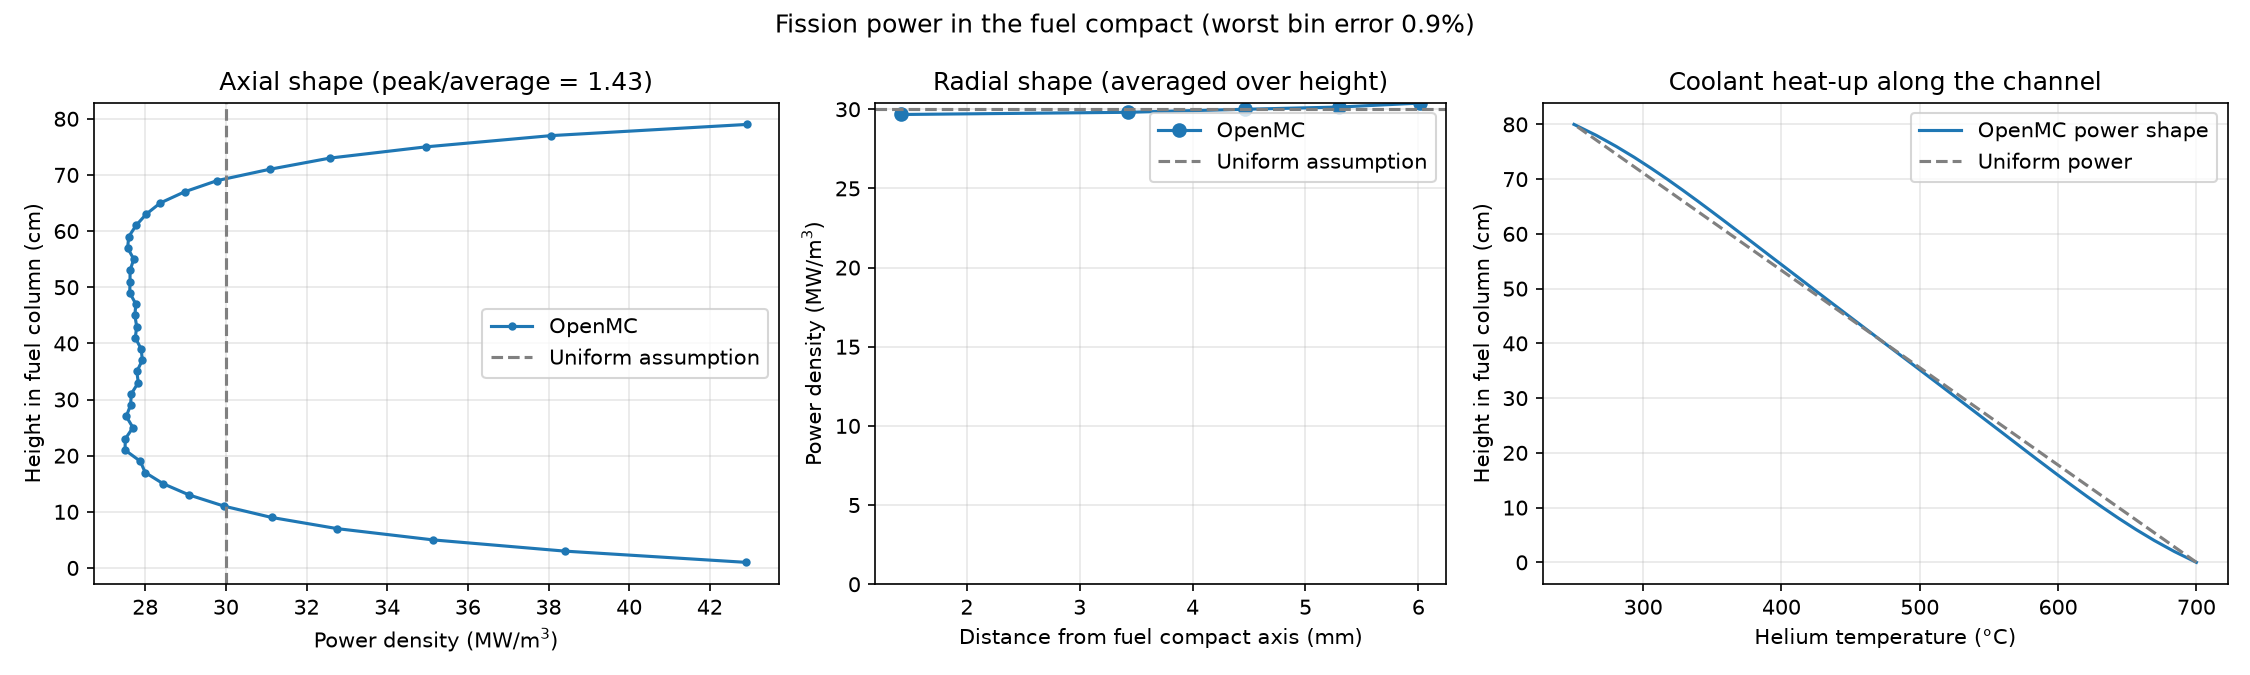 Fission power in the fuel compact (worst bin error 0.9%)
Axial shape (peak/average = 1.43)
80
70
60
50
40
30
20
10
0
Height in fuel column (cm)
OpenMC
Uniform assumption
28 30 32 34 36 38 40 42
Power density (MW/m³)
Radial shape (averaged over height)
30
25
20
15
10
5
0
Power density (MW/m³)
OpenMC
Uniform assumption
2 3 4 5 6
Distance from fuel compact axis (mm)
Coolant heat-up along the channel
80
70
60
50
40
30
20
10
0
Height in fuel column (cm)
OpenMC power shape
Uniform power
300 400 500 600 700
Helium temperature (°C)